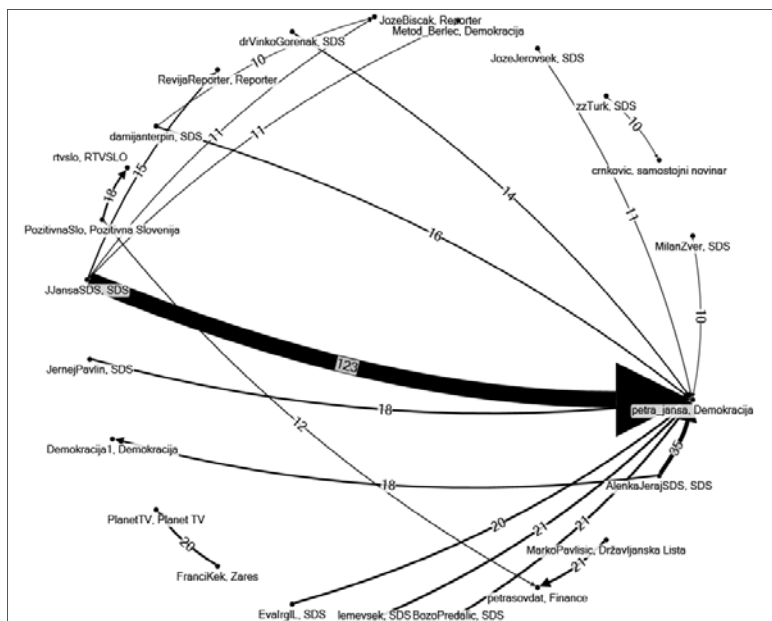 JozeBiscak, Reporter
Metod_Berlec, Demokracija
drVinkoGorenak, SDS
JozeJerovsek, SDS
10
RevijaReporter, Reporter
zzTurk, SDS
10
damijanterpin, SDS
11
11
rtvslo, RTVSLO
15
crnkovic, samostojni novinar
18
14
11
PozitivnaSlo, Pozitivna Slovenija
16
MilanZver, SDS
JJansaSDS, SDS
10
123
JernejPavlin, SDS
18
petra_jansa, Demokracija
12
Demokracija1, Demokracija
35
18
AlenkaJerajSDS, SDS
PlanetTV, Planet TV
20
21
21
20
MarkoPavlisic, Državljanska Lista
21
FranciKek, Zares
petrasovdat, Finance
EvaIrglL, SDS
lemevsek, SDS
BozoPredalic, SDS